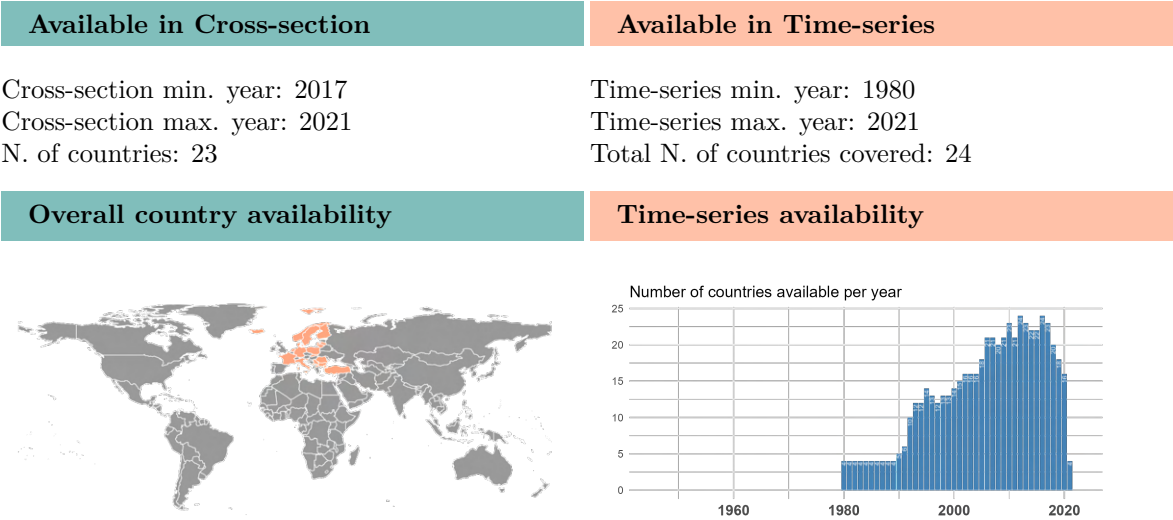 Available in Cross-section
Available in Time-series
Cross-section min. year: 2017
Cross-section max. year: 2021
N. of countries: 23
Time-series min. year: 1980
Time-series max. year: 2021
Total N. of countries covered: 24
Overall country availability
Time-series availability
Number of countries available per year
25
20
15
10
5
0
1960
1980
2000
2020